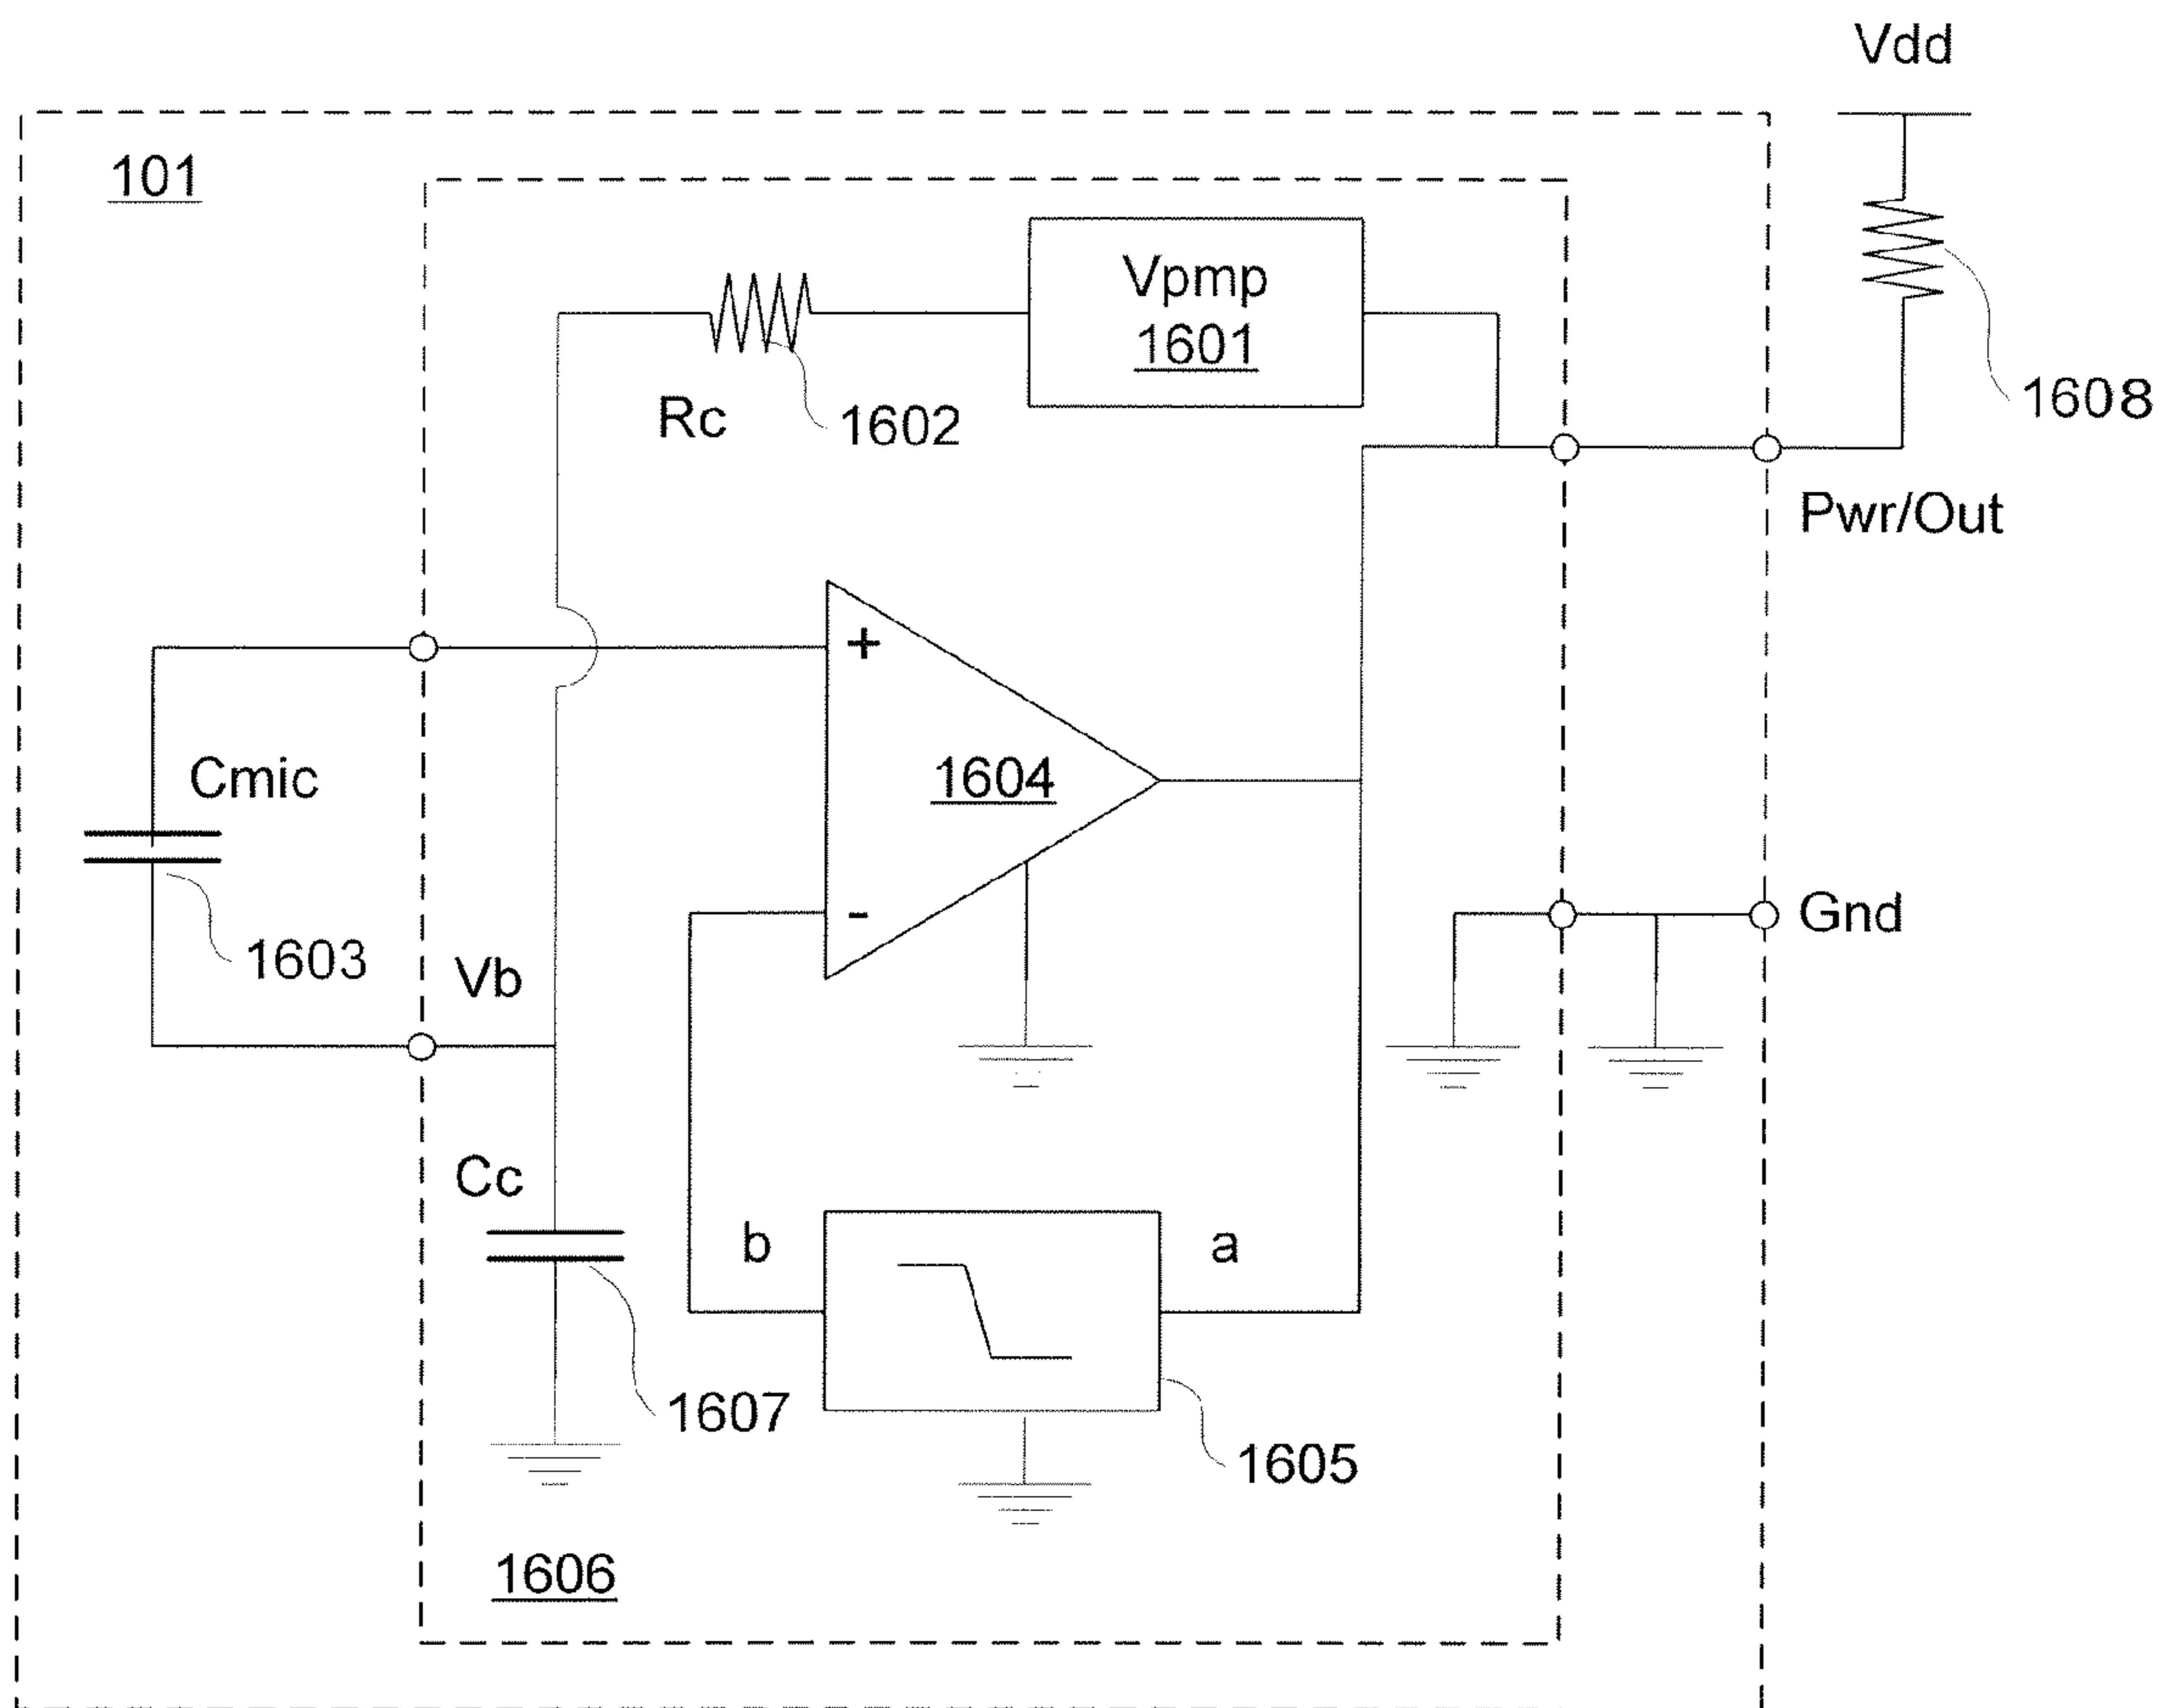 Vdd
101
Vpmp
1601
Rc
1602
1608
Pwr/Out
+
Cmic
1604
-
1603
Vb
Gnd
Cc
b
a
1607
1605
1606